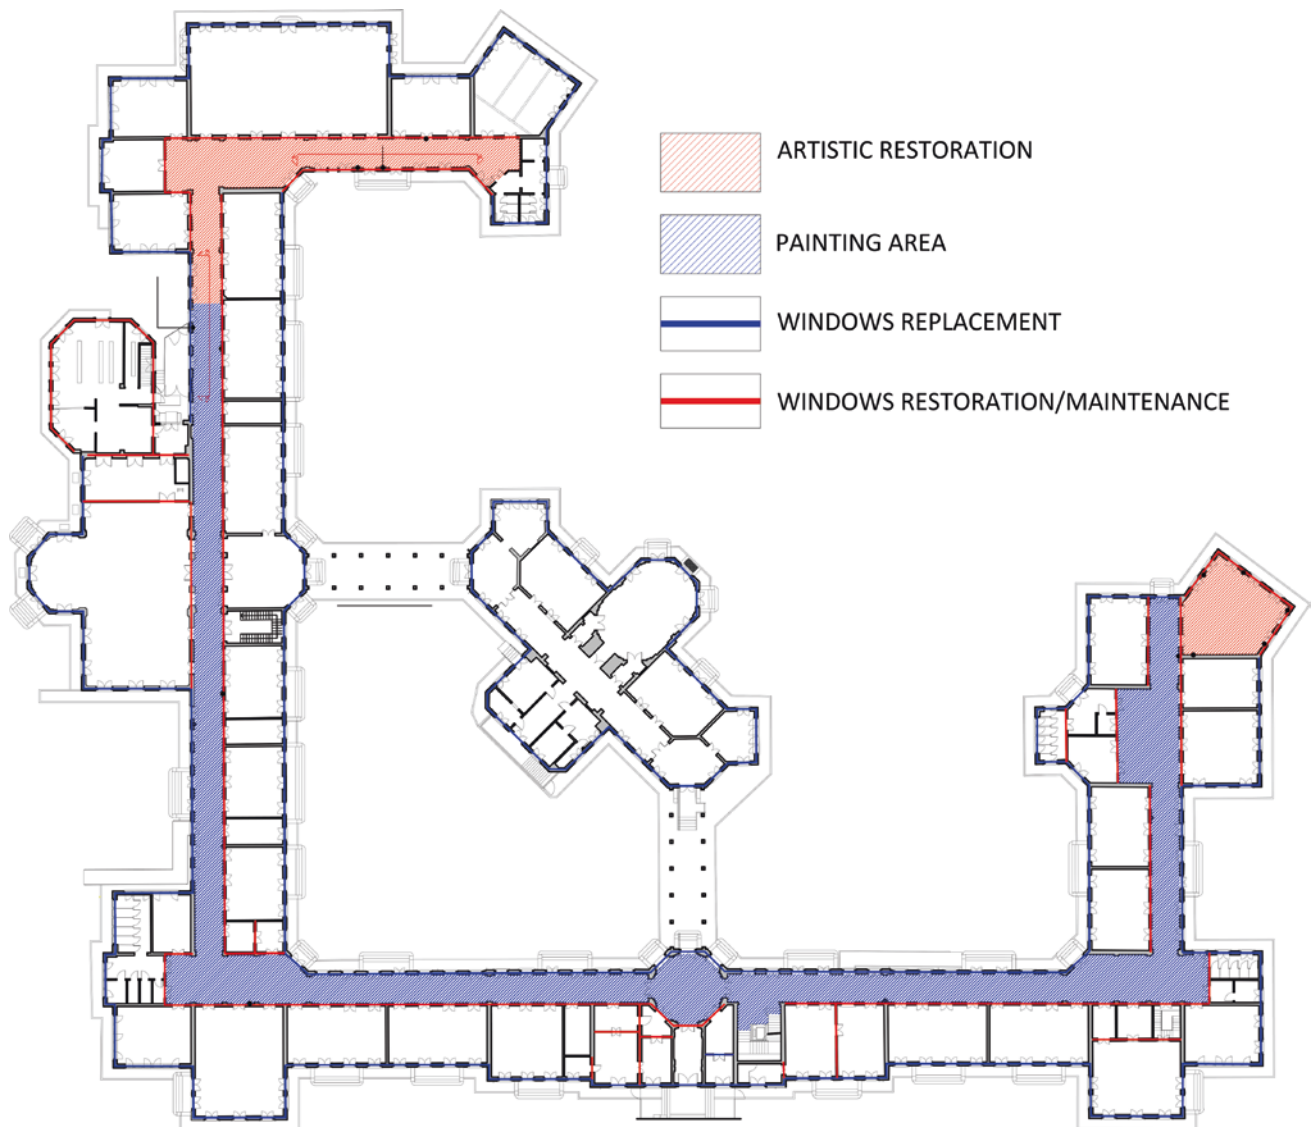 ARTISTIC RESTORATION
PAINTING AREA
WINDOWS REPLACEMENT
WINDOWS RESTORATION/MAINTENANCE